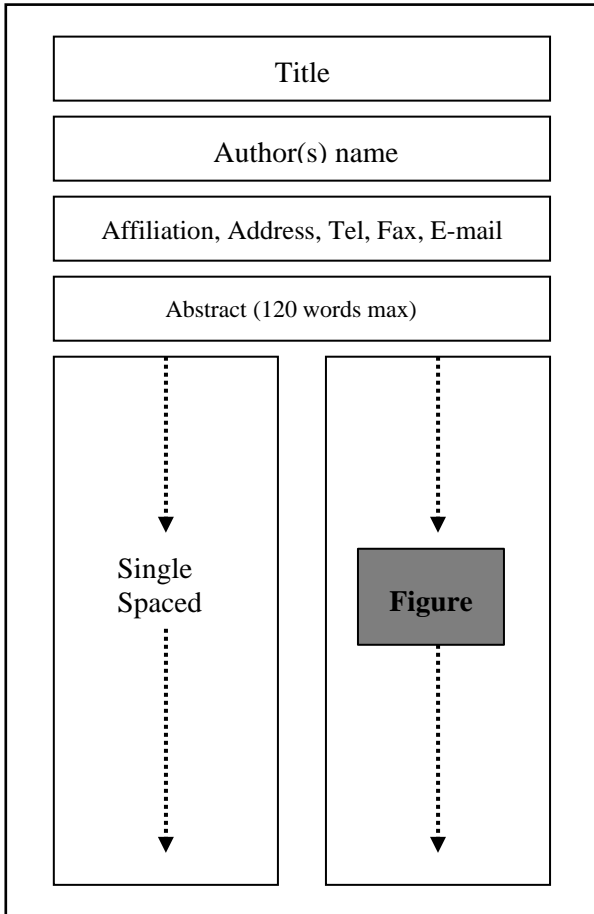 Title
Author(s) name
Affiliation, Address, Tel, Fax, E-mail
Abstract (120 words max)
Single
Spaced
Figure